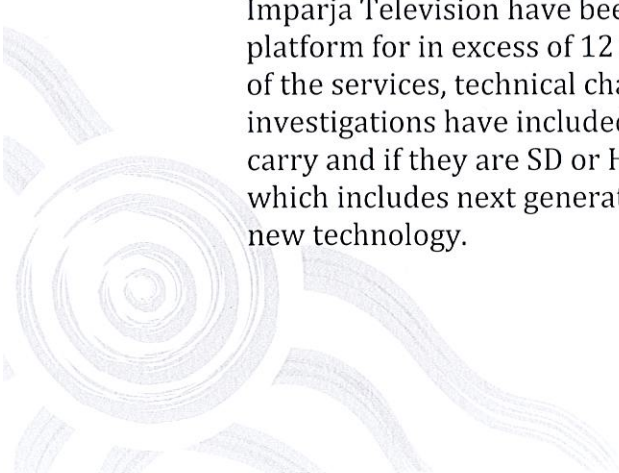 Imparja Television have bee
platform for in excess of 12
of the services, technical cha
investigations have included
carry and if they are SD or H
which includes next generat
new technology.